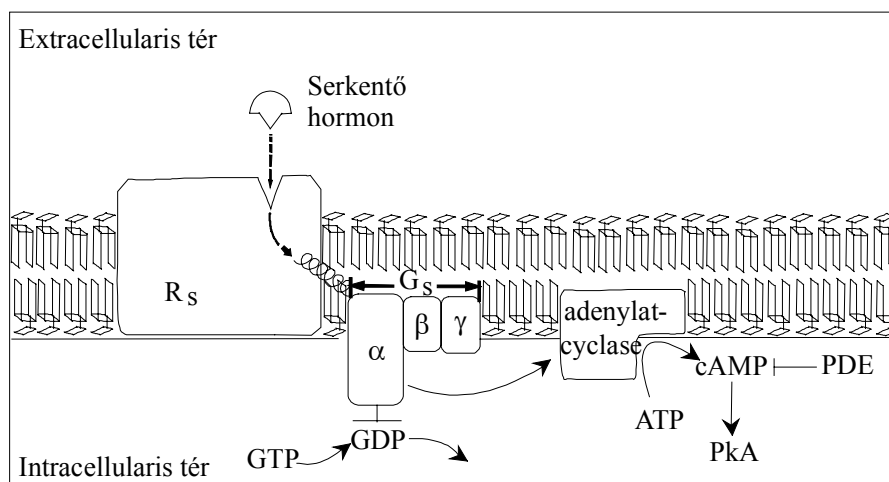 Extracellularis tér
Serkentő
hormon
R S
G S
α
β
γ
adenylat-
cyclase
cAMP
PDE
ATP
PkA
GTP
GDP
Intracellularis tér